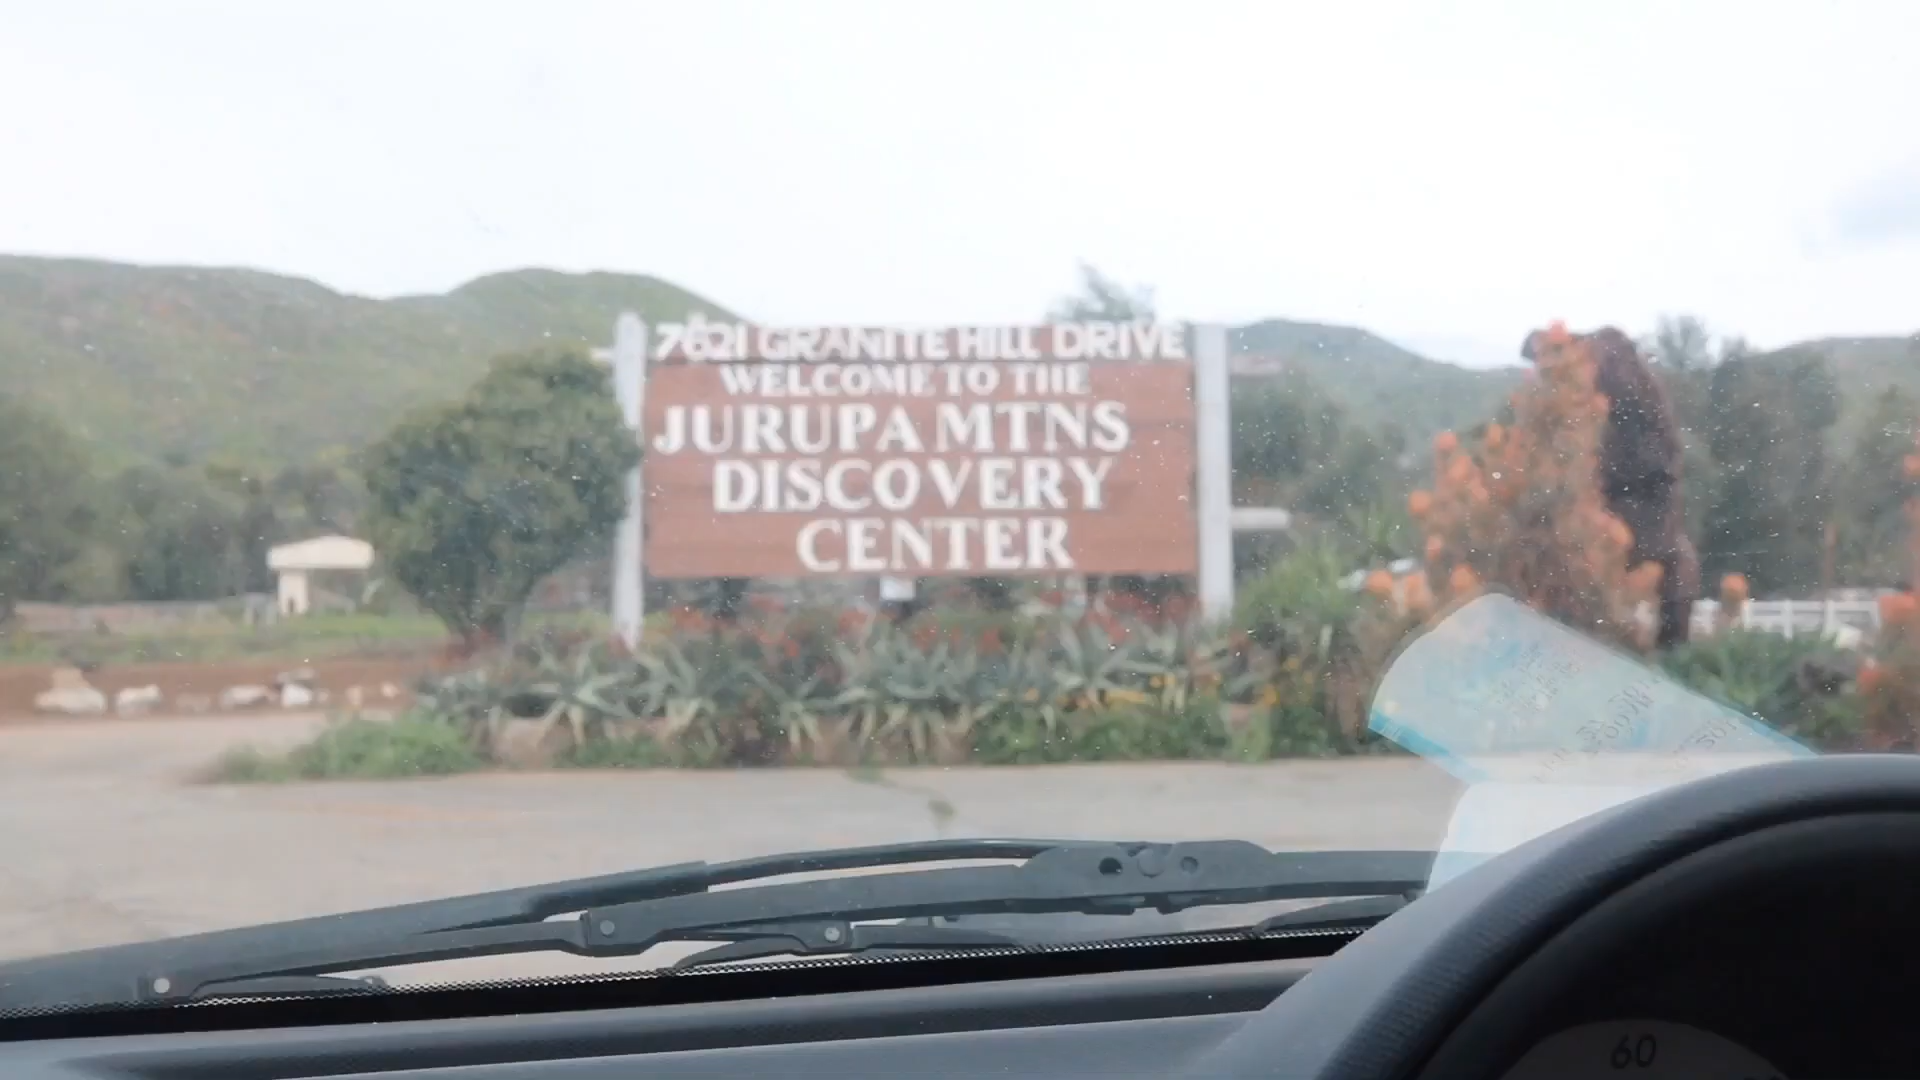 7621 GRANITE HILL DRIVE
WELCOME TO THE
JURUPA MTNS
DISCOVERY
CENTER
60